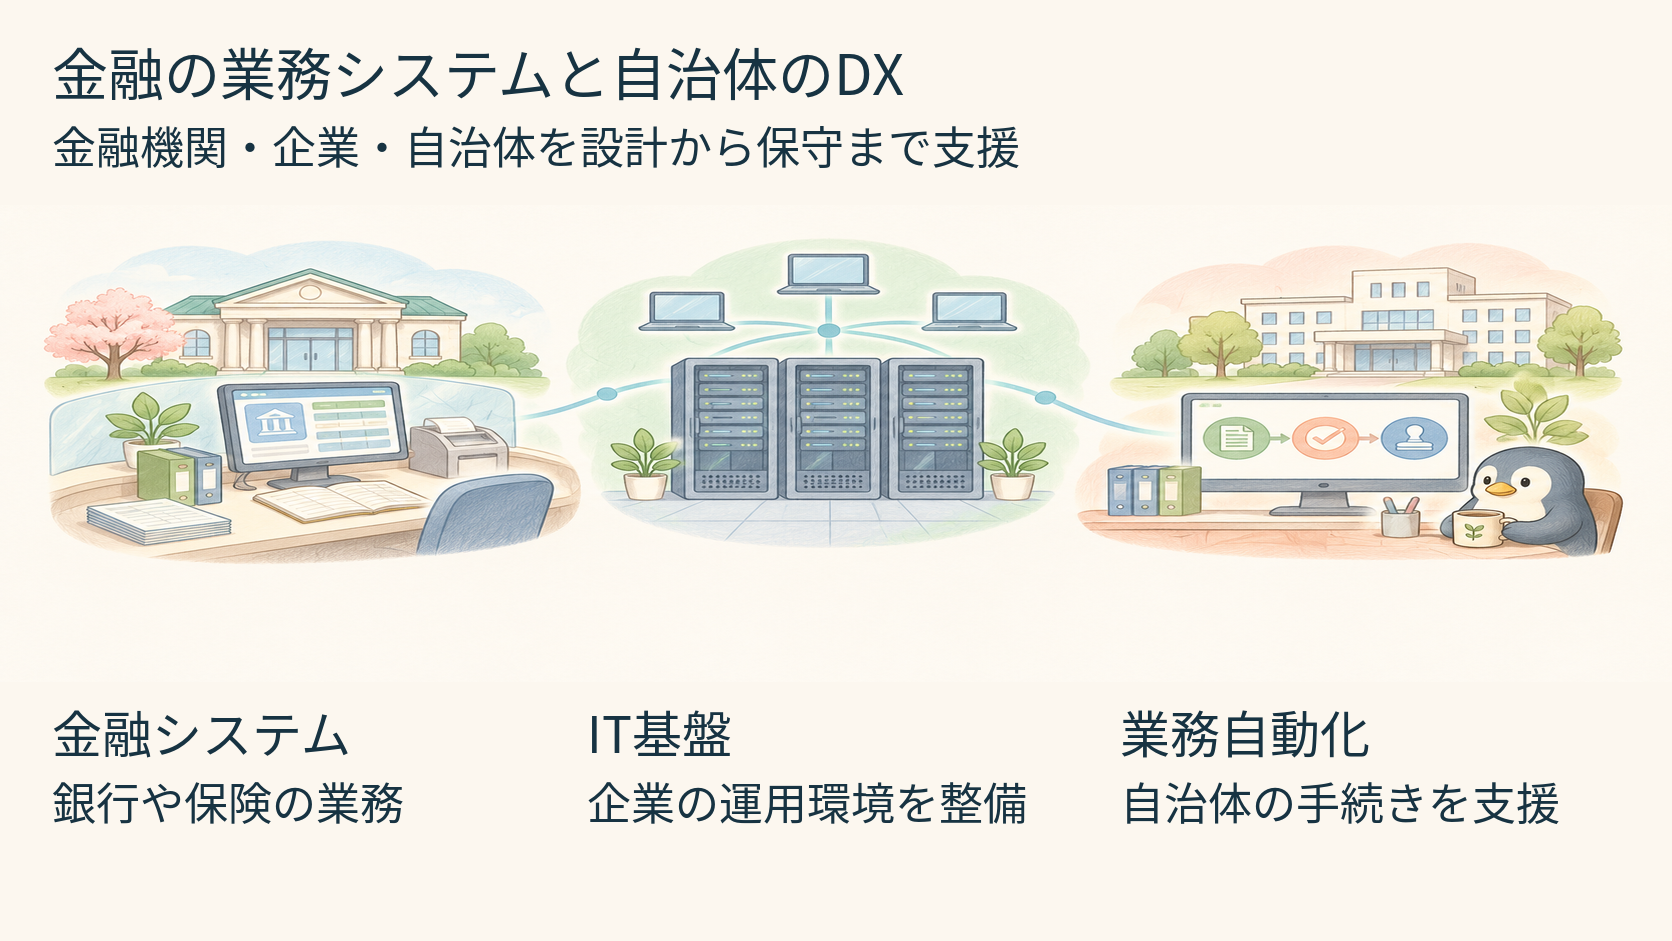 金融の業務システムと自治体のDX
金融機関・企業・自治体を設計から保守まで支援
金融システム
銀行や保険の業務
IT基盤
企業の運用環境を整備
業務自動化
自治体の手続きを支援